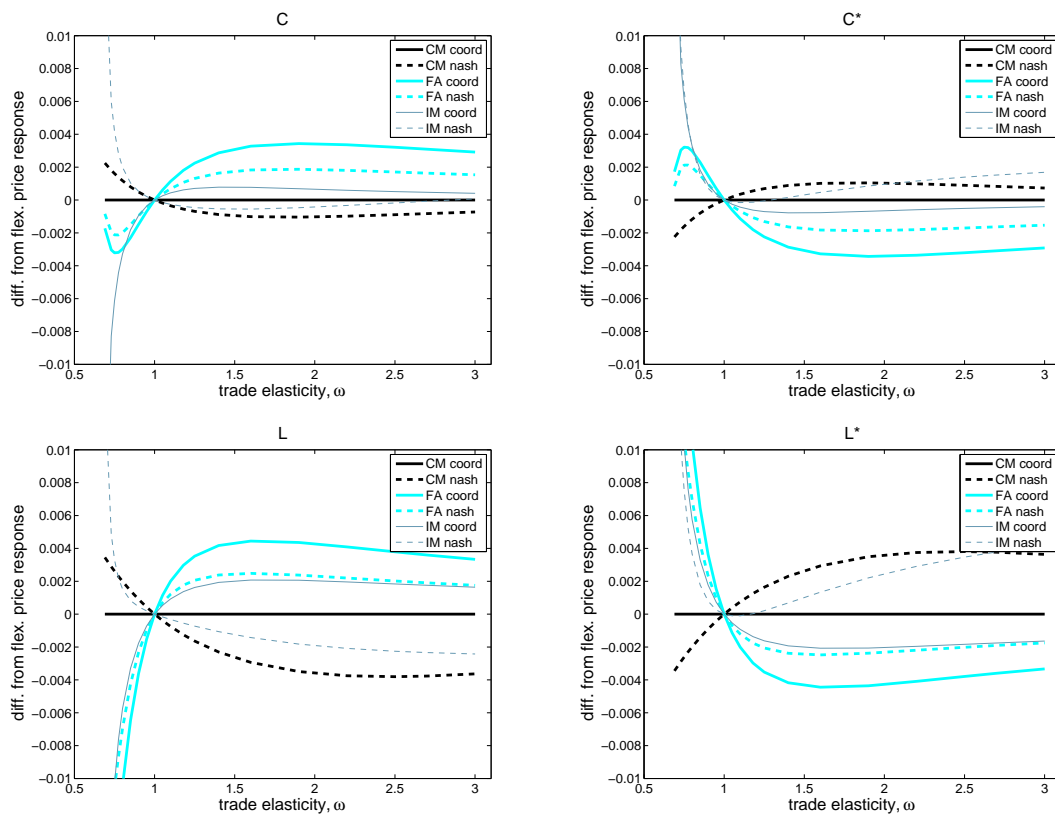 C
0.01
0.008
0.006
0.004
0.002
0
−0.002
−0.004
−0.006
−0.008
−0.01
diff. from flex. price response
0.5 1 1.5 2 2.5 3
trade elasticity, ω
CM coord
CM nash
FA coord
FA nash
IM coord
IM nash
C*
0.01
0.008
0.006
0.004
0.002
0
−0.002
−0.004
−0.006
−0.008
−0.01
diff. from flex. price response
0.5 1 1.5 2 2.5 3
trade elasticity, ω
CM coord
CM nash
FA coord
FA nash
IM coord
IM nash
L
0.01
0.008
0.006
0.004
0.002
0
−0.002
−0.004
−0.006
−0.008
−0.01
diff. from flex. price response
0.5 1 1.5 2 2.5 3
trade elasticity, ω
CM coord
CM nash
FA coord
FA nash
IM coord
IM nash
L*
0.01
0.008
0.006
0.004
0.002
0
−0.002
−0.004
−0.006
−0.008
−0.01
diff. from flex. price response
0.5 1 1.5 2 2.5 3
trade elasticity, ω
CM coord
CM nash
FA coord
FA nash
IM coord
IM nash